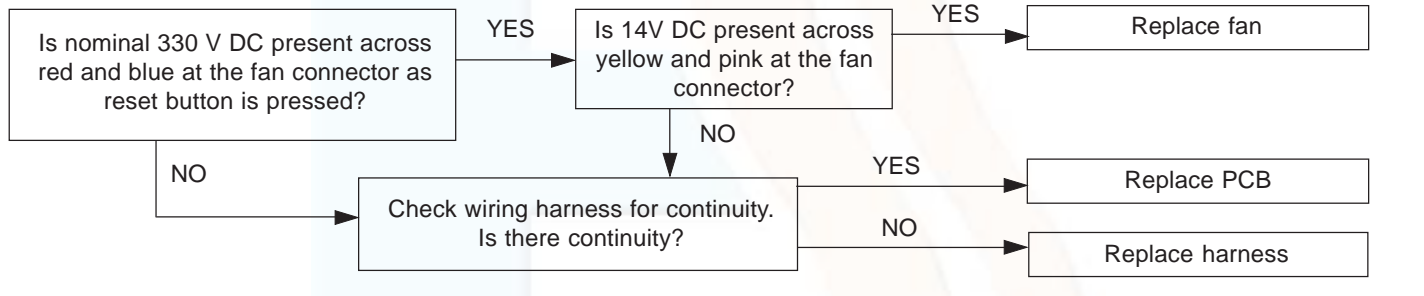 Is nominal 330 V DC present across
red and blue at the fan connector as
reset button is pressed?
YES
Is 14V DC present across
yellow and pink at the fan
connector?
YES
Replace fan
NO
NO
Check wiring harness for continuity.
Is there continuity?
YES
Replace PCB
NO
Replace harness